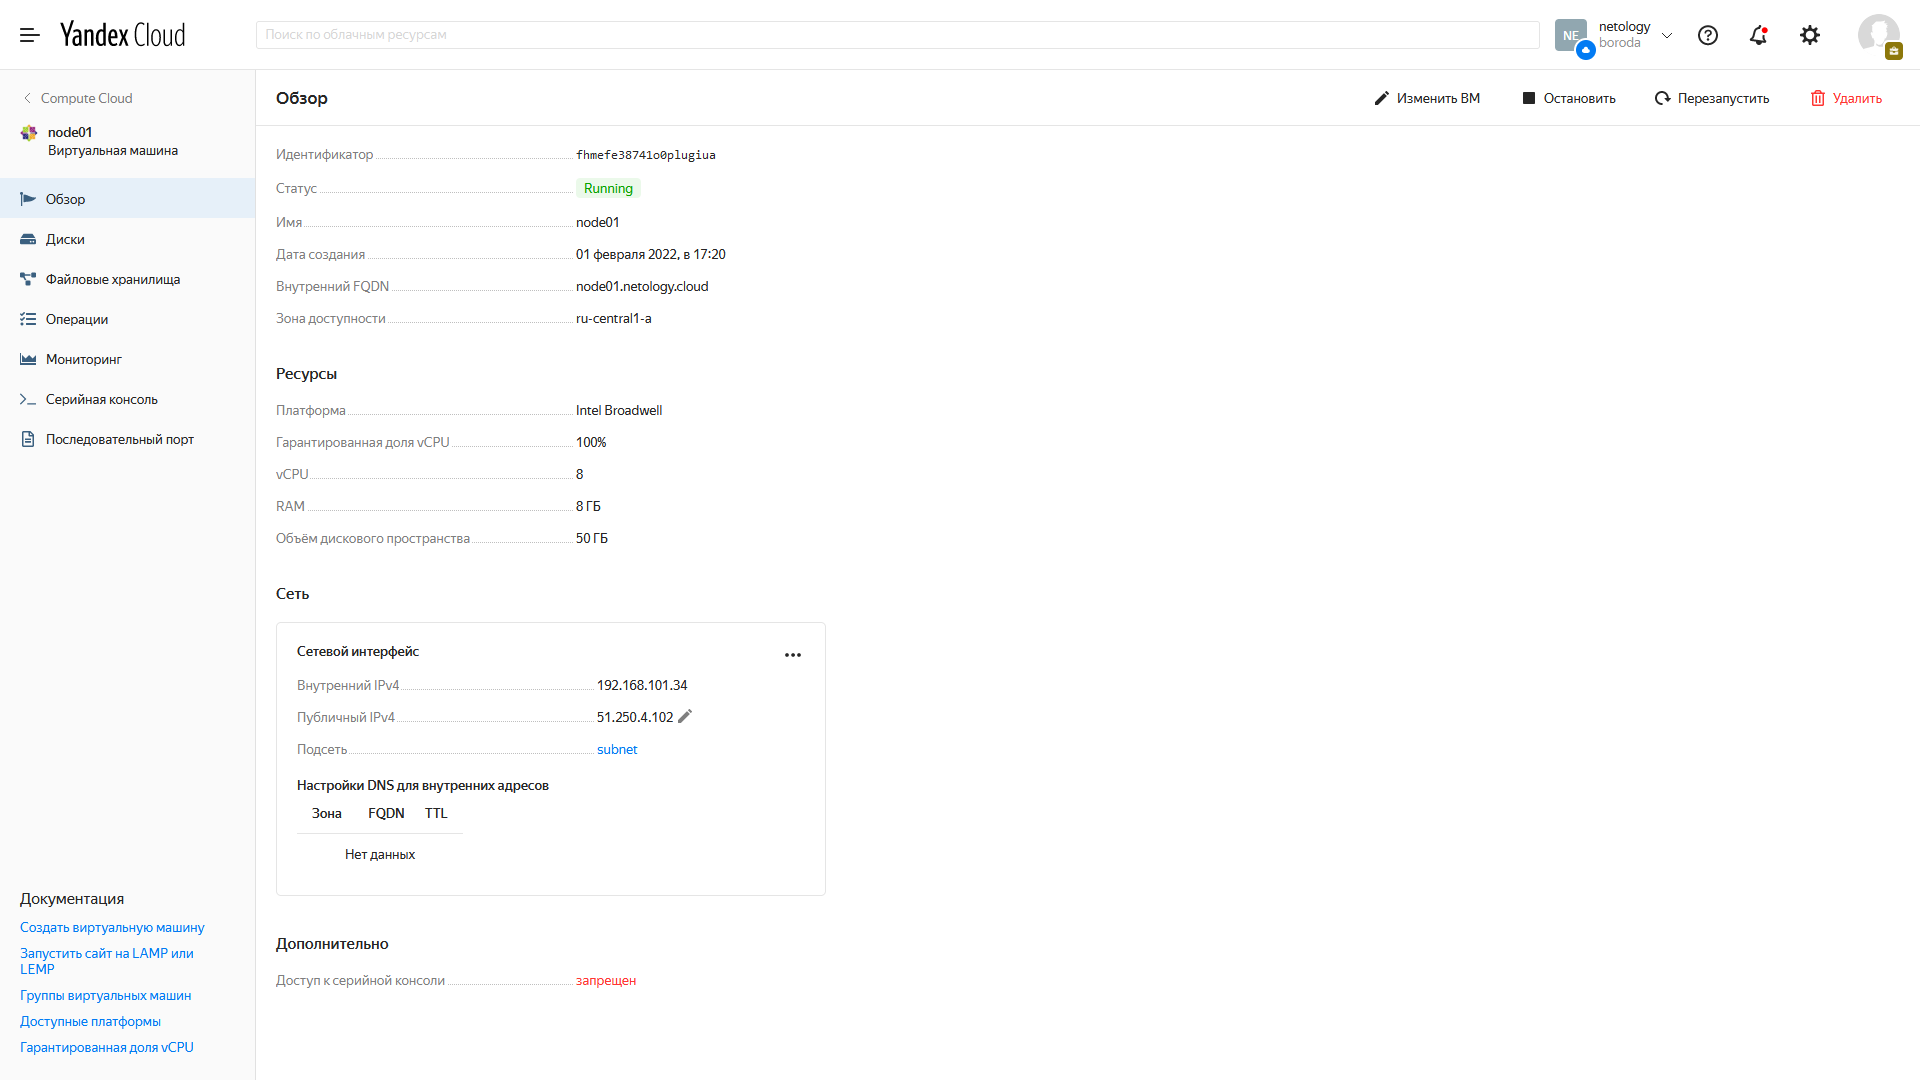 Yandex Cloud
Поиск по облачным ресурсам
NE
netology
boroda
Compute Cloud
node01
Виртуальная машина
Обзор
Диски
Файловые хранилища
Операции
Мониторинг
Серийная консоль
Последовательный порт
Документация
Создать виртуальную машину
Запустить сайт на LAMP или
LEMP
Группы виртуальных машин
Доступные платформы
Гарантированная доля vCPU
Обзор
Изменить ВМ
Остановить
Перезапустить
Удалить
Идентификатор fhmefe38741o0plugiua
Статус Running
Имя node01
Дата создания 01 февраля 2022, в 17:20
Внутренний FQDN node01.netology.cloud
Зона доступности ru-central1-a
Ресурсы
Платформа Intel Broadwell
Гарантированная доля vCPU 100%
vCPU 8
RAM 8 ГБ
Объём дискового пространства 50 ГБ
Сеть
Сетевой интерфейс
Внутренний IPv4 192.168.101.34
Публичный IPv4 51.250.4.102
Подсеть subnet
Настройки DNS для внутренних адресов
Зона FQDN TTL
Нет данных
Дополнительно
Доступ к серийной консоли запрещен